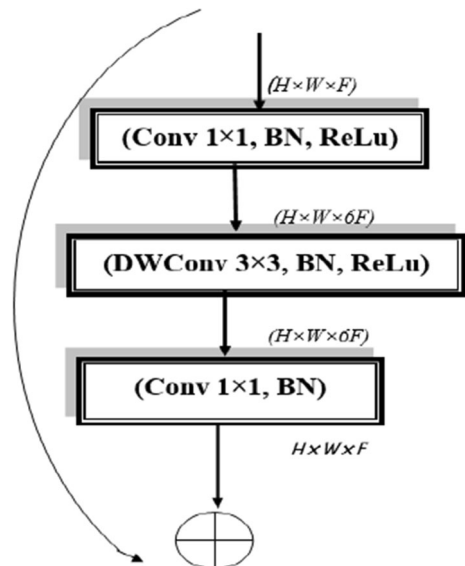 (H×W×F)
(Conv 1×1, BN, ReLu)
(H×W×6F)
(DWConv 3×3, BN, ReLu)
(H×W×6F)
(Conv 1×1, BN)
H×W×F